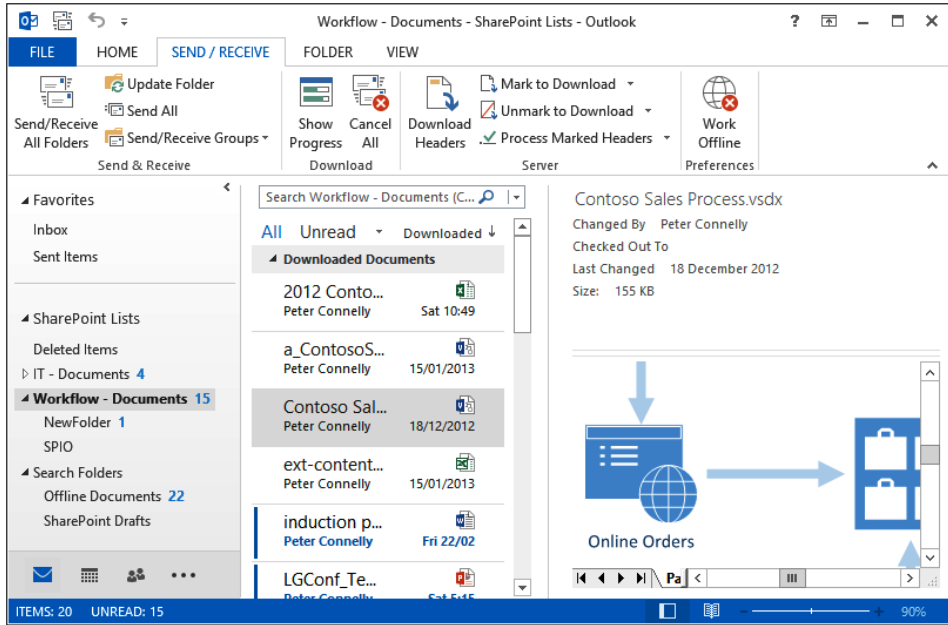 Workflow - Documents - SharePoint Lists - Outlook
FILE HOME SEND / RECEIVE FOLDER VIEW
Send/Receive All Folders
Update Folder
Send All
Send/Receive Groups
Show Progress
Cancel All
Download Headers
Mark to Download
Unmark to Download
Process Marked Headers
Work Offline
Send & Receive Download Server Preferences
Favorites
Inbox
Sent Items
SharePoint Lists
Deleted Items
IT - Documents 4
Workflow - Documents 15
NewFolder 1
SPIO
Search Folders
Offline Documents 22
SharePoint Drafts
Search Workflow - Documents (C...
All Unread Downloaded
Downloaded Documents
2012 Conto...
Peter Connelly Sat 10:49
a_ContosoS...
Peter Connelly 15/01/2013
Contoso Sal...
Peter Connelly 18/12/2012
ext-content...
Peter Connelly 15/01/2013
induction p...
Peter Connelly Fri 22/02
LGConf_Te...
Peter Connelly Sat 5:15
Contoso Sales Process.vsdx
Changed By Peter Connelly
Checked Out To
Last Changed 18 December 2012
Size: 155 KB
Online Orders
Pa
ITEMS: 20 UNREAD: 15 90%